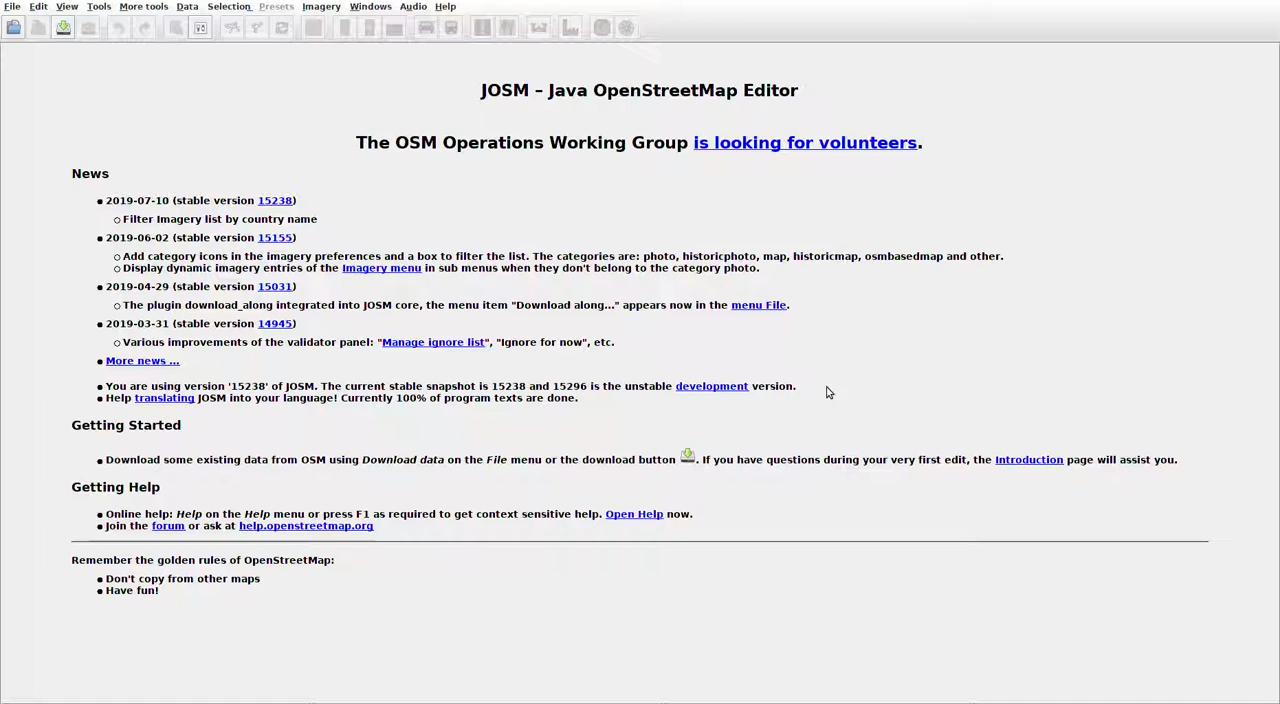 File Edit View Tools More tools Data Selection Presets Imagery Windows Audio Help
JOSM – Java OpenStreetMap Editor
The OSM Operations Working Group is looking for volunteers.
News
2019-07-10 (stable version 15238)
Filter Imagery list by country name
2019-06-02 (stable version 15155)
Add category icons in the imagery preferences and a box to filter the list. The categories are: photo, historicphoto, map, historicmap, osmbasedmap and other.
Display dynamic imagery entries of the Imagery menu in sub menus when they don't belong to the category photo.
2019-04-29 (stable version 15031)
The plugin download_along integrated into JOSM core, the menu item "Download along..." appears now in the menu File.
2019-03-31 (stable version 14945)
Various improvements of the validator panel: "Manage ignore list", "Ignore for now", etc.
More news ...
You are using version '15238' of JOSM. The current stable snapshot is 15238 and 15296 is the unstable development version.
Help translating JOSM into your language! Currently 100% of program texts are done.
Getting Started
Download some existing data from OSM using Download data on the File menu or the download button . If you have questions during your very first edit, the Introduction page will assist you.
Getting Help
Online help: Help on the Help menu or press F1 as required to get context sensitive help. Open Help now.
Join the forum or ask at help.openstreetmap.org
Remember the golden rules of OpenStreetMap:
Don't copy from other maps
Have fun!